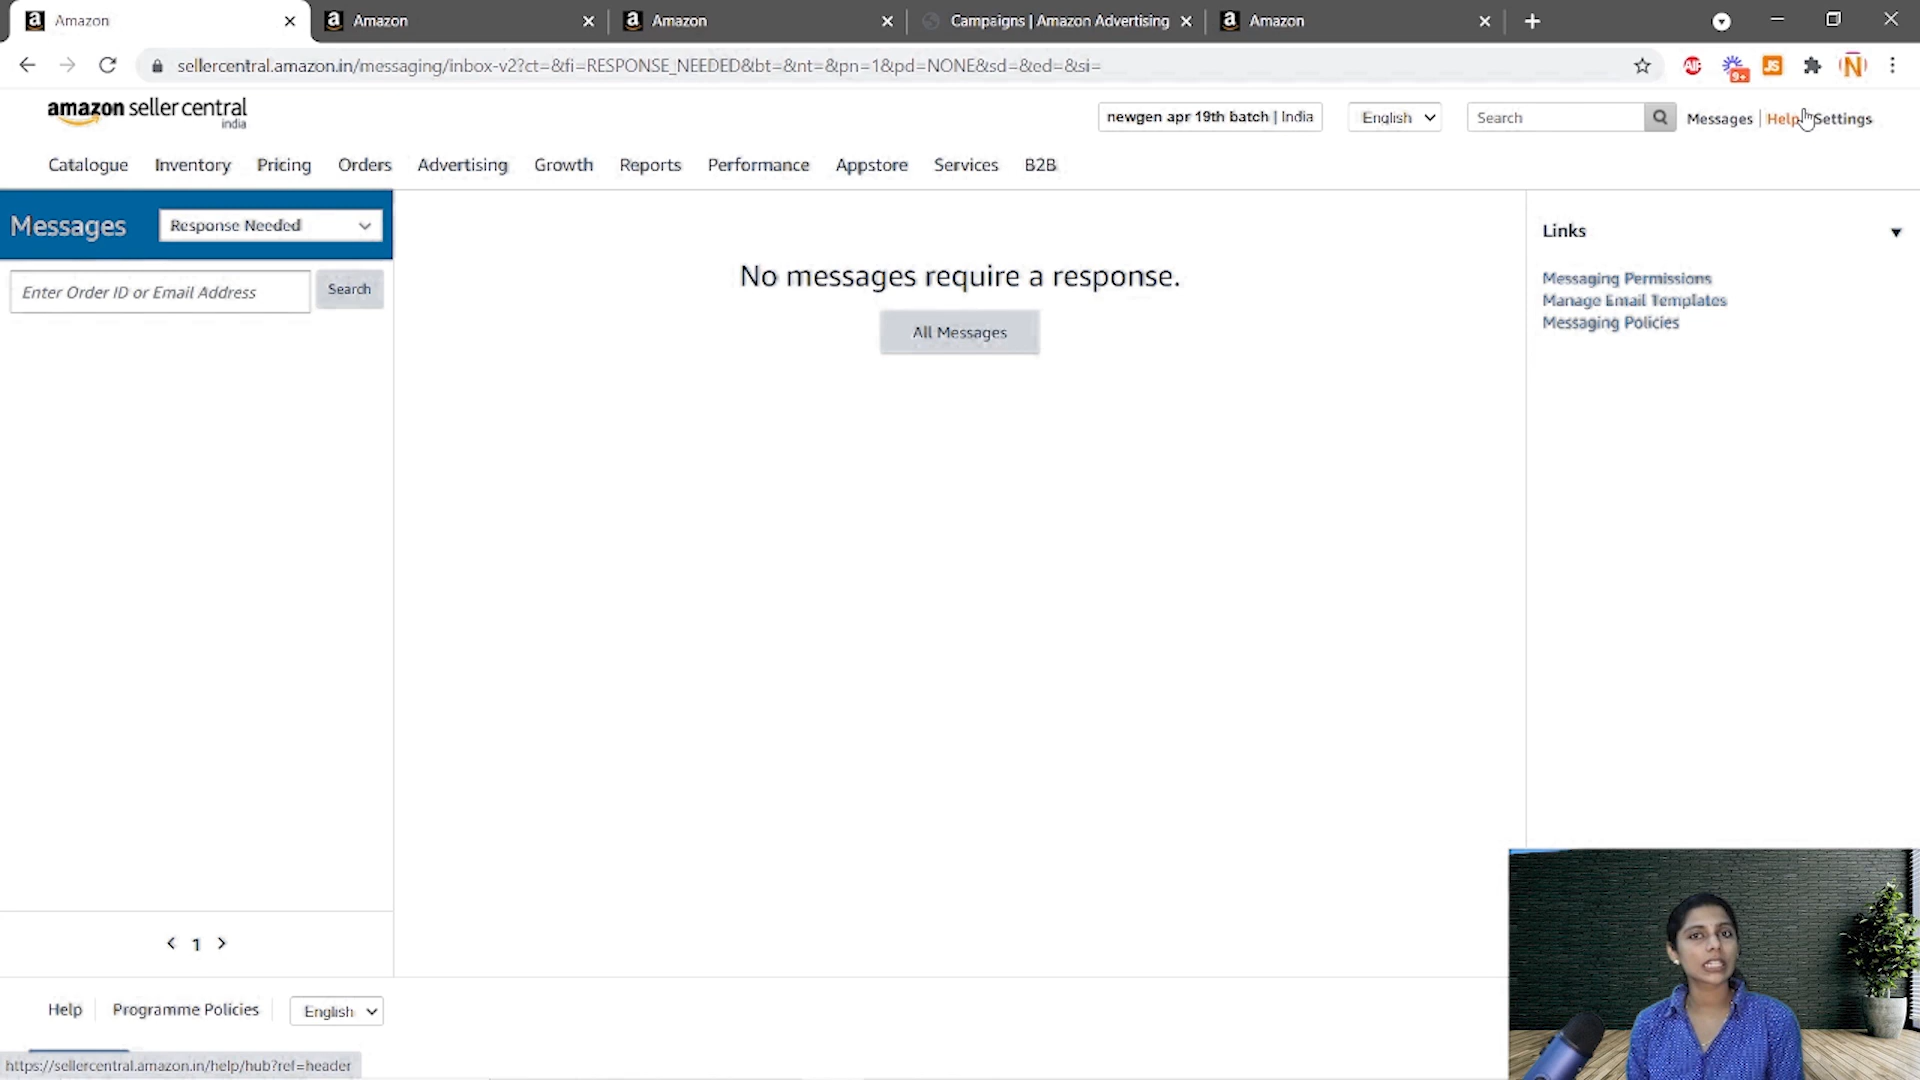 Amazon
Amazon
Amazon
Campaigns | Amazon Advertising
Amazon
sellercentral.amazon.in/messaging/inbox-v2?ct=&fi=RESPONSE_NEEDED&bt=&nt=&pn=1&pd=NONE&sd=&ed=&si=
9+
JS
N
amazon seller central
india
newgen apr 19th batch | India
English
Search
Messages | Help
Settings
Catalogue Inventory Pricing Orders Advertising Growth Reports Performance Appstore Services B2B
Messages
Response Needed
Enter Order ID or Email Address
Search
No messages require a response.
All Messages
Links
Messaging Permissions
Manage Email Templates
Messaging Policies
< 1 >
Help
Programme Policies
English
https://sellercentral.amazon.in/help/hub?ref=header